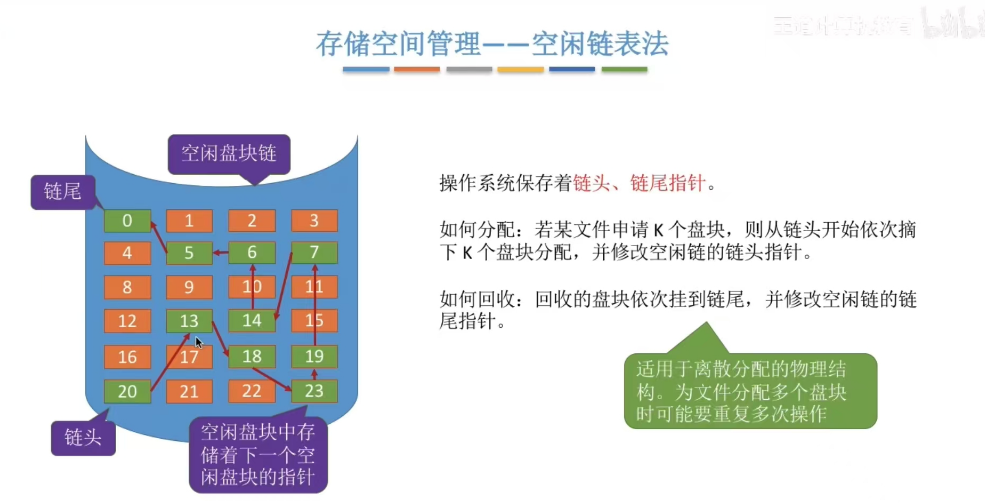 存储空间管理——空闲链表法
空闲盘块链
链尾
0 1 2 3
4 5 6 7
8 9 10 11
12 13 14 15
16 17 18 19
20 21 22 23
链头
空闲盘块中存
储着下一个空
闲盘块的指针
操作系统保存着链头、链尾指针。
如何分配：若某文件申请 K 个盘块，则从链头开始依次摘
下 K 个盘块分配，并修改空闲链的链头指针。
如何回收：回收的盘块依次挂到链尾，并修改空闲链的链
尾指针。
适用于离散分配的物理结
构。为文件分配多个盘块
时可能要重复多次操作